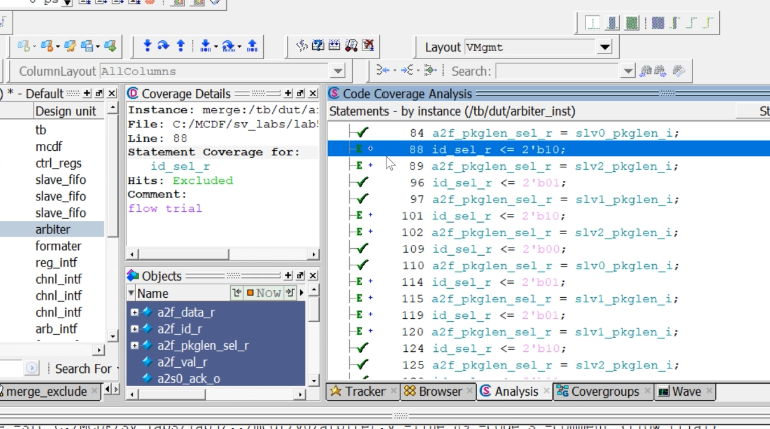 Layout VMgmt
ColumnLayout AllColumns
Search:
) * - Default
Coverage Details
Code Coverage Analysis
Design unit
tb
mcdf
ctrl_regs
slave_fifo
slave_fifo
slave_fifo
arbiter
formater
reg_intf
chnl_intf
chnl_intf
chnl_intf
arb_intf
Search For
merge_exclude
Instance: merge:/tb/dut/a
File: C:/MCDF/sv_labs/lab
Line: 88
Statement Coverage for:
id_sel_r
Hits: Excluded
Comment:
flow trial
Objects
Name
Now
a2f_data_r
a2f_id_r
a2f_pkglen_sel_r
a2f_val_r
a2s0_ack_o
Statements - by instance (/tb/dut/arbiter_inst)
St
84 a2f_pkglen_sel_r = slv0_pkglen_i;
E 88 id_sel_r <= 2'b10;
E + 89 a2f_pkglen_sel_r = slv2_pkglen_i;
96 id_sel_r <= 2'b01;
97 a2f_pkglen_sel_r = slv1_pkglen_i;
E + 101 id_sel_r <= 2'b10;
E + 102 a2f_pkglen_sel_r = slv2_pkglen_i;
109 id_sel_r <= 2'b00;
110 a2f_pkglen_sel_r = slv0_pkglen_i;
E + 114 id_sel_r <= 2'b01;
E + 115 a2f_pkglen_sel_r = slv1_pkglen_i;
E + 119 id_sel_r <= 2'b01;
E + 120 a2f_pkglen_sel_r = slv1_pkglen_i;
124 id_sel_r <= 2'b10;
125 a2f_pkglen_sel_r = slv2_pkglen_i;
Tracker
Browser
Analysis
Covergroups
Wave